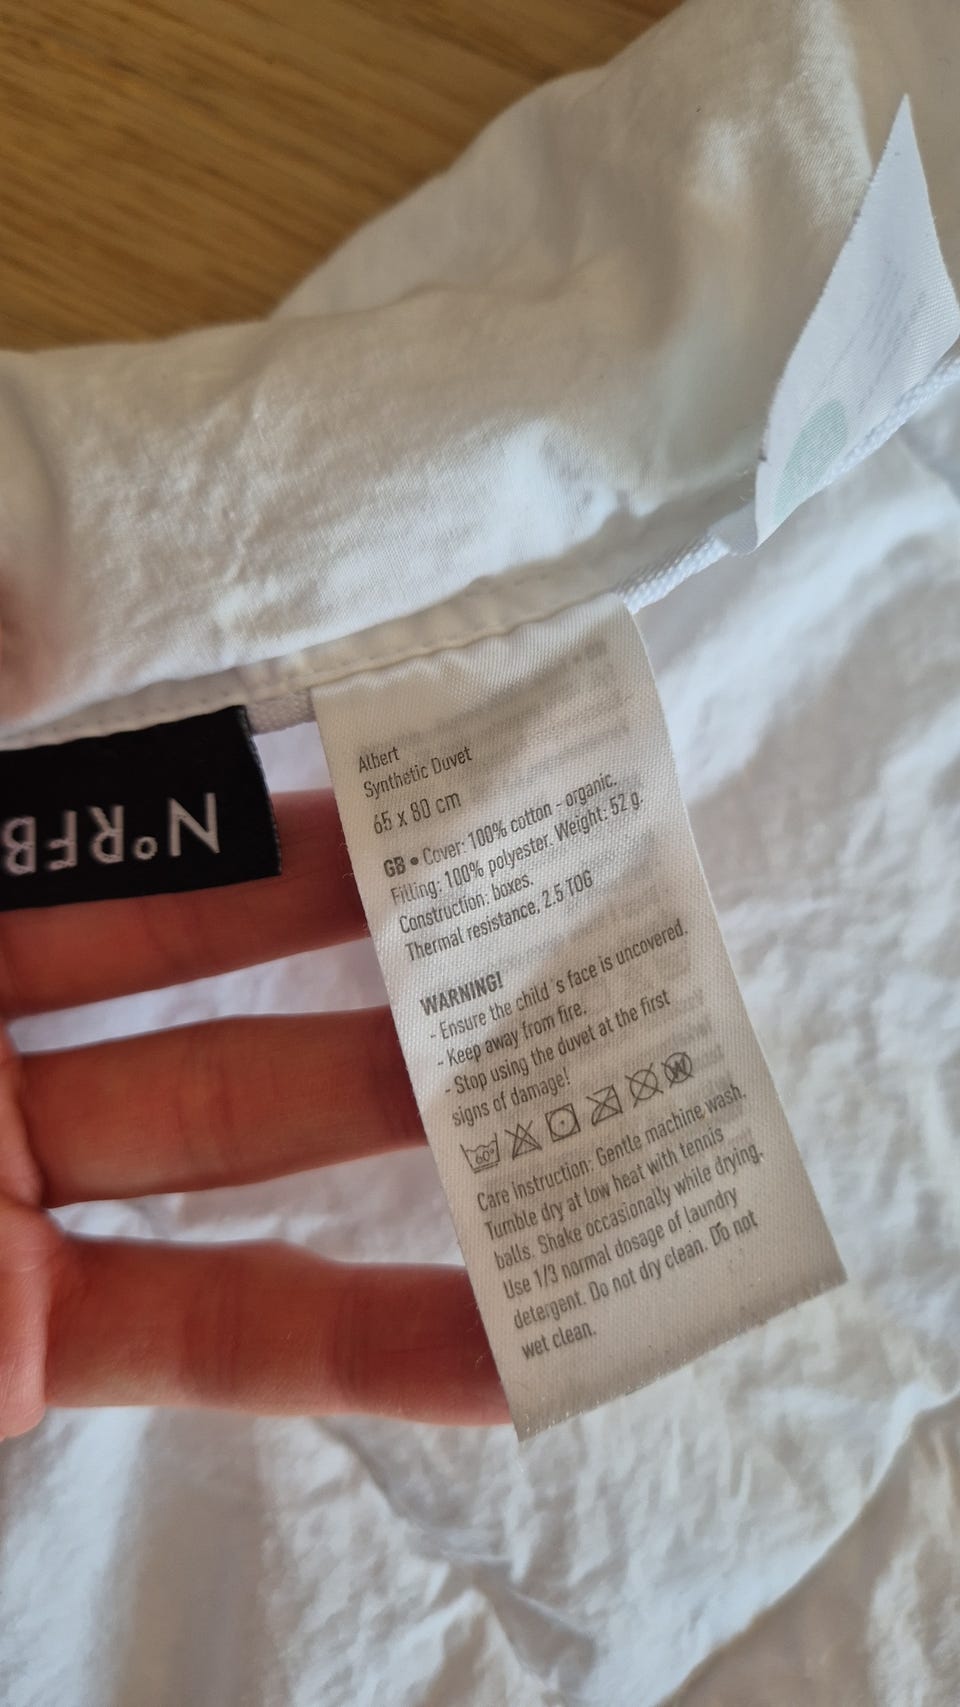 NºRFB
Albert
Synthetic Duvet
65 x 80 cm
GB • Cover: 100% cotton - organic.
Filling: 100% polyester. Weight: 52 g.
Construction: boxes.
Thermal resistance, 2.5 TOG
WARNING!
- Ensure the child´s face is uncovered.
- Keep away from fire.
- Stop using the duvet at the first
signs of damage!
60° W
Care instruction: Gentle machine wash.
Tumble dry at low heat with tennis
balls. Shake occasionally while drying.
Use 1/3 normal dosage of laundry
detergent. Do not dry clean. Do not
wet clean.